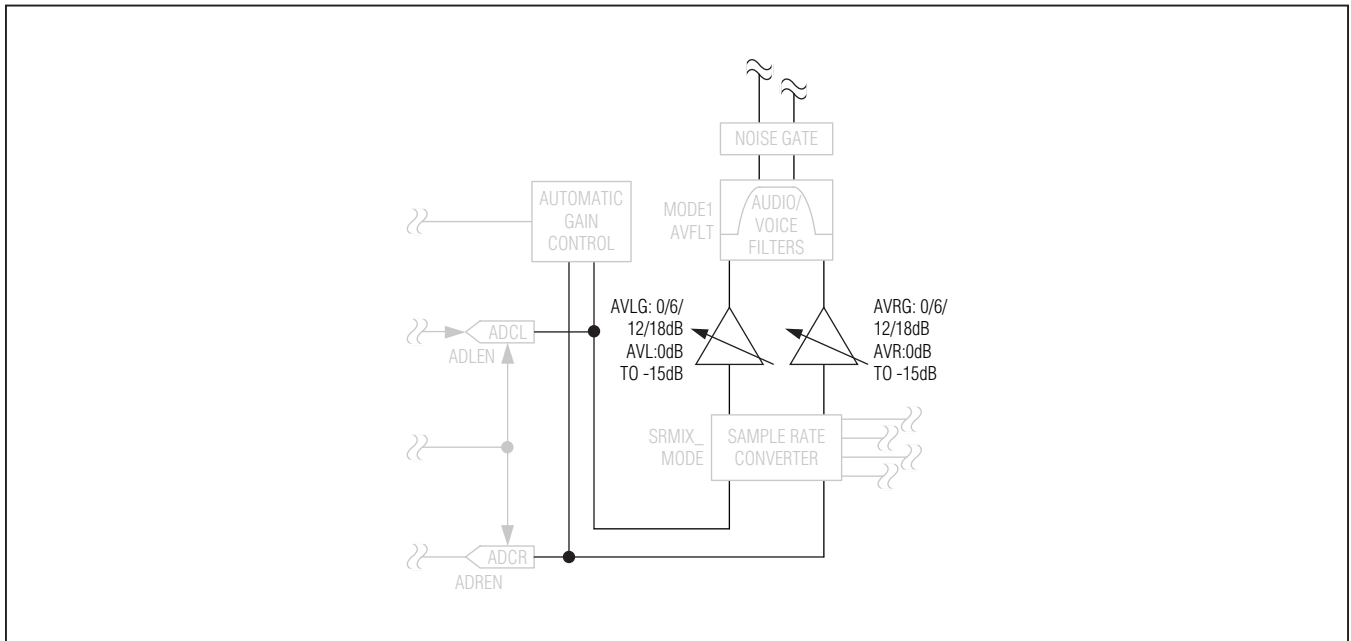 NOISE GATE
AUTOMATIC
GAIN
CONTROL
MODE1
AVFLT
AUDIO/
VOICE
FILTERS
AVLG: 0/6/
12/18dB
AVL:0dB
TO -15dB
AVRG: 0/6/
12/18dB
AVR:0dB
TO -15dB
ADCL
ADLEN
SRMIX_
MODE
SAMPLE RATE
CONVERTER
ADCR
ADREN